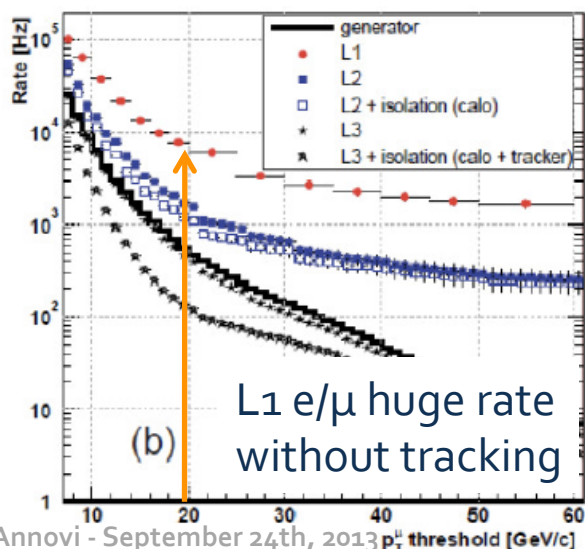 Rate [Hz]
10⁵
10⁴
10³
10²
10
1
generator
L1
L2
L2 + isolation (calo)
L3
L3 + isolation (calo + tracker)
(b)
L1 e/μ huge rate
without tracking
10 20 30 40 50 60
Annovi - September 24th, 2013
p_T^μ threshold [GeV/c]